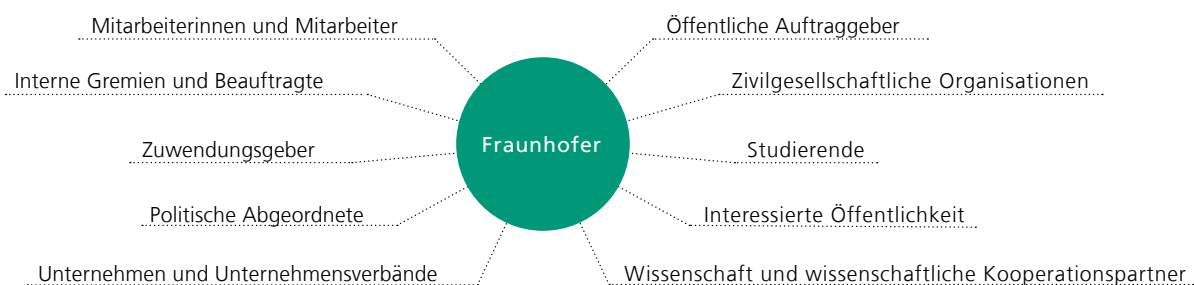 Mitarbeiterinnen und Mitarbeiter
Interne Gremien und Beauftragte
Zuwendungsgeber
Politische Abgeordnete
Unternehmen und Unternehmensverbände
Fraunhofer
Öffentliche Auftraggeber
Zivilgesellschaftliche Organisationen
Studierende
Interessierte Öffentlichkeit
Wissenschaft und wissenschaftliche Kooperationspartner